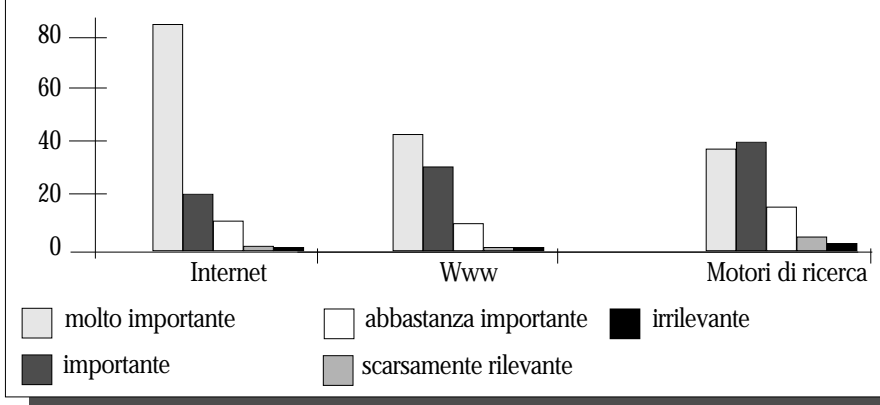 80
60
40
20
0
Internet
Www
Motori di ricerca
molto importante
abbastanza importante
irrilevante
importante
scarsamente rilevante